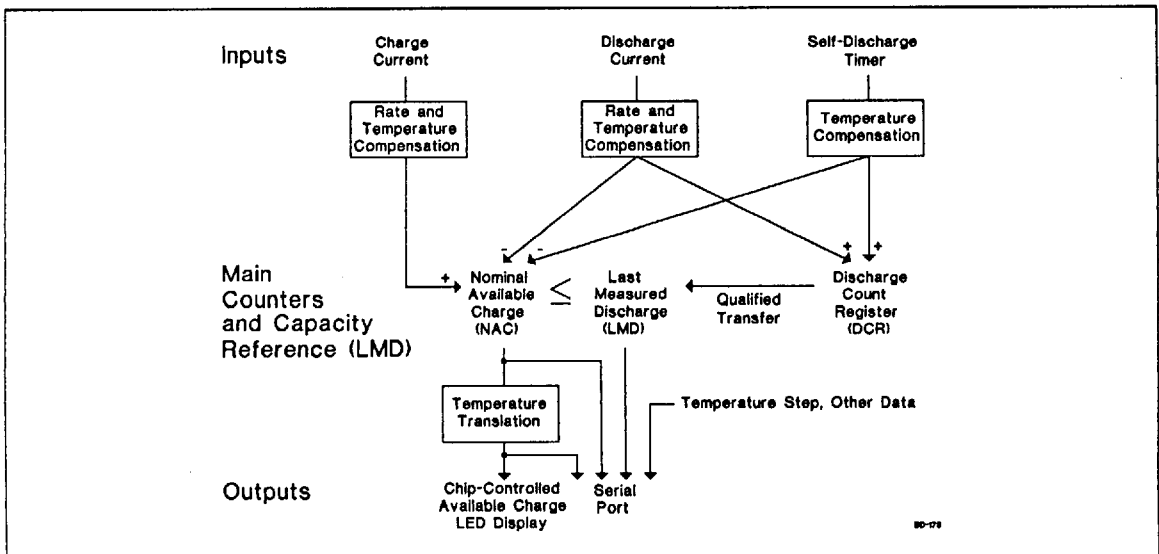 Inputs
Charge
Current
Discharge
Current
Self-Discharge
Timer
Rate and
Temperature
Compensation
Rate and
Temperature
Compensation
Temperature
Compensation
- -
+ +
Main
Counters
and Capacity
Reference (LMD)
+
Nominal
Available
Charge
(NAC)
≤
Last
Measured
Discharge
(LMD)
Qualified
Transfer
Discharge
Count
Register
(DCR)
Temperature
Translation
Temperature Step, Other Data
Outputs
Chip-Controlled
Available Charge
LED Display
Serial
Port